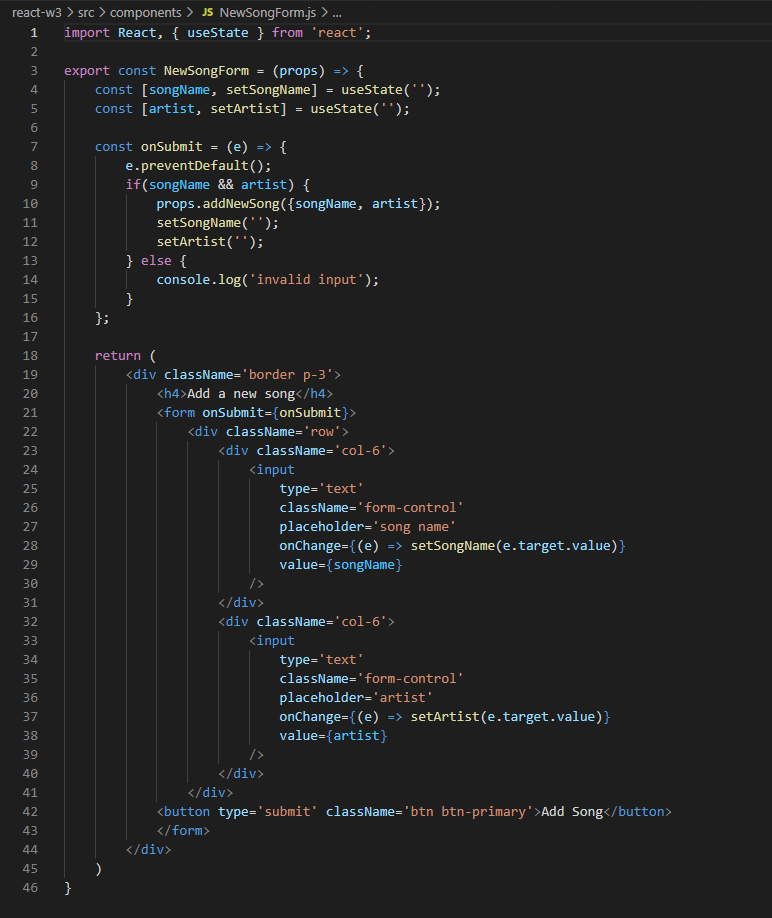 react-w3 > src > components > JS NewSongForm.js > ...
1 import React, { useState } from 'react';
2
3 export const NewSongForm = (props) => {
4     const [songName, setSongName] = useState('');
5     const [artist, setArtist] = useState('');
6
7     const onSubmit = (e) => {
8         e.preventDefault();
9         if(songName && artist) {
10             props.addNewSong({songName, artist});
11             setSongName('');
12             setArtist('');
13         } else {
14             console.log('invalid input');
15         }
16     };
17
18     return (
19         <div className='border p-3'>
20             <h4>Add a new song</h4>
21             <form onSubmit={onSubmit}>
22                 <div className='row'>
23                     <div className='col-6'>
24                         <input
25                             type='text'
26                             className='form-control'
27                             placeholder='song name'
28                             onChange={(e) => setSongName(e.target.value)}
29                             value={songName}
30                         />
31                     </div>
32                     <div className='col-6'>
33                         <input
34                             type='text'
35                             className='form-control'
36                             placeholder='artist'
37                             onChange={(e) => setArtist(e.target.value)}
38                             value={artist}
39                         />
40                     </div>
41                 </div>
42             <button type='submit' className='btn btn-primary'>Add Song</button>
43             </form>
44         </div>
45     )
46 }